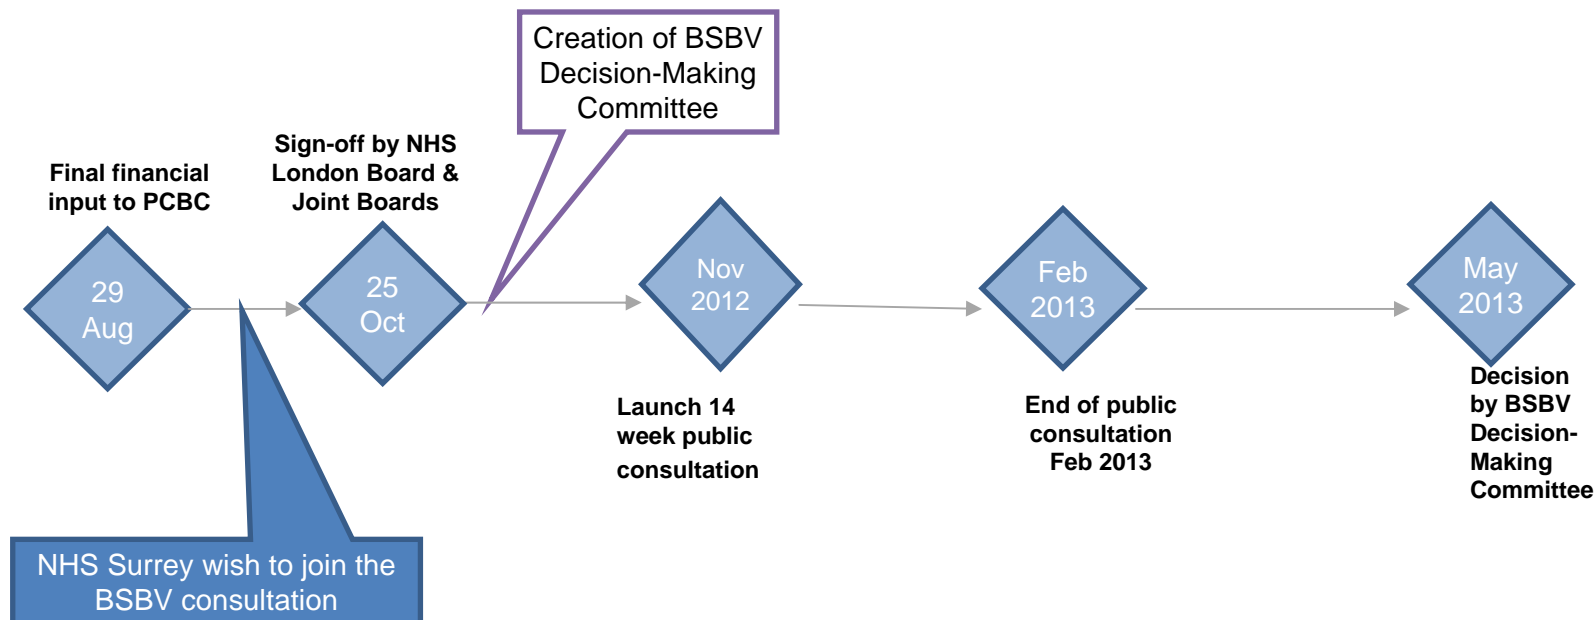 Creation of BSBV
Decision-Making
Committee
Final financial
input to PCBC
Sign-off by NHS
London Board &
Joint Boards
29
Aug
25
Oct
Nov
2012
Feb
2013
May
2013
Launch 14
week public
consultation
End of public
consultation
Feb 2013
Decision
by BSBV
Decision-
Making
Committee
NHS Surrey wish to join the
BSBV consultation